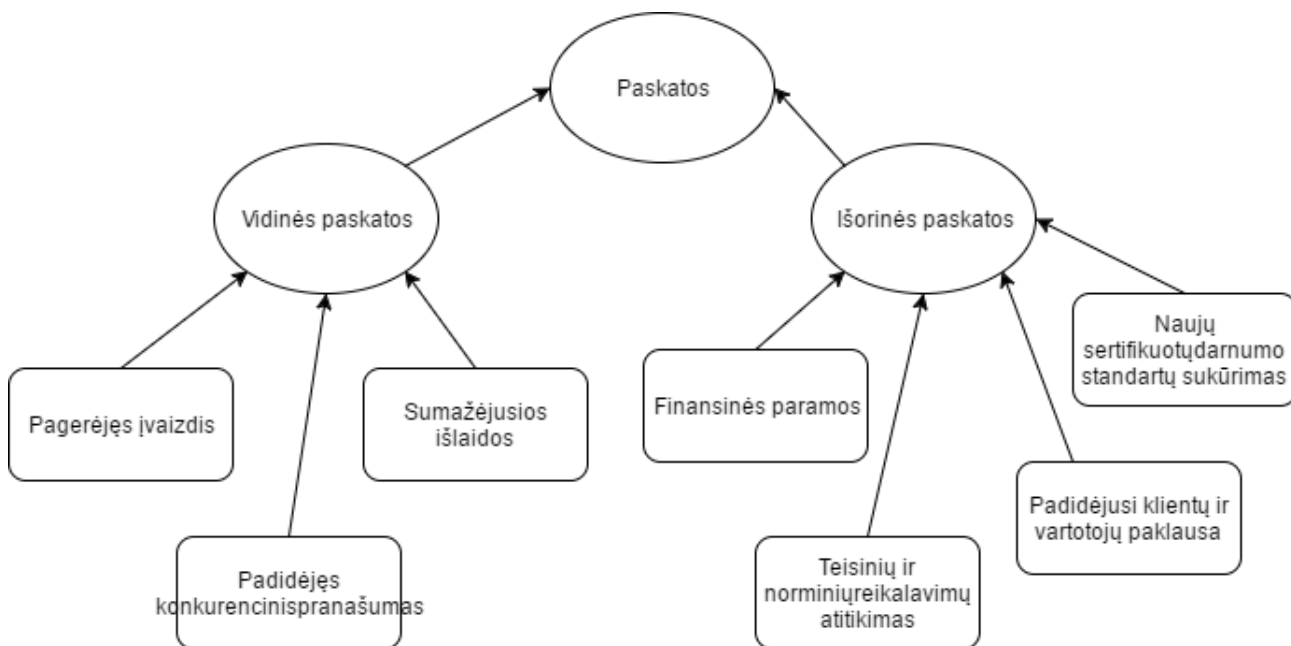 Paskatos
Vidinės paskatos
Išorinės paskatos
Pagerėjęs įvaizdis
Padidėjęs
konkurencinispranašumas
Sumažėjusios
išlaidos
Finansinės paramos
Teisinių ir
norminiųreikalavimų
atitikimas
Padidėjusi klientų ir
vartotojų paklausa
Naujų
sertifikuotųdarnumo
standartų sukūrimas